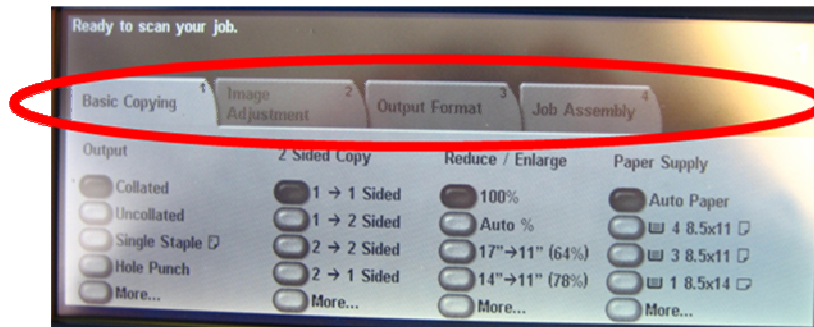 Ready to scan your job.
Basic Copying 1
Image Adjustment 2
Output Format 3
Job Assembly 4
Output
Collated
Uncollated
Single Staple
Hole Punch
More...
2 Sided Copy
1 → 1 Sided
1 → 2 Sided
2 → 2 Sided
2 → 1 Sided
More...
Reduce / Enlarge
100%
Auto %
17"→11" (64%)
14"→11" (78%)
More...
Paper Supply
Auto Paper
4 8.5x11
3 8.5x11
1 8.5x14
More...